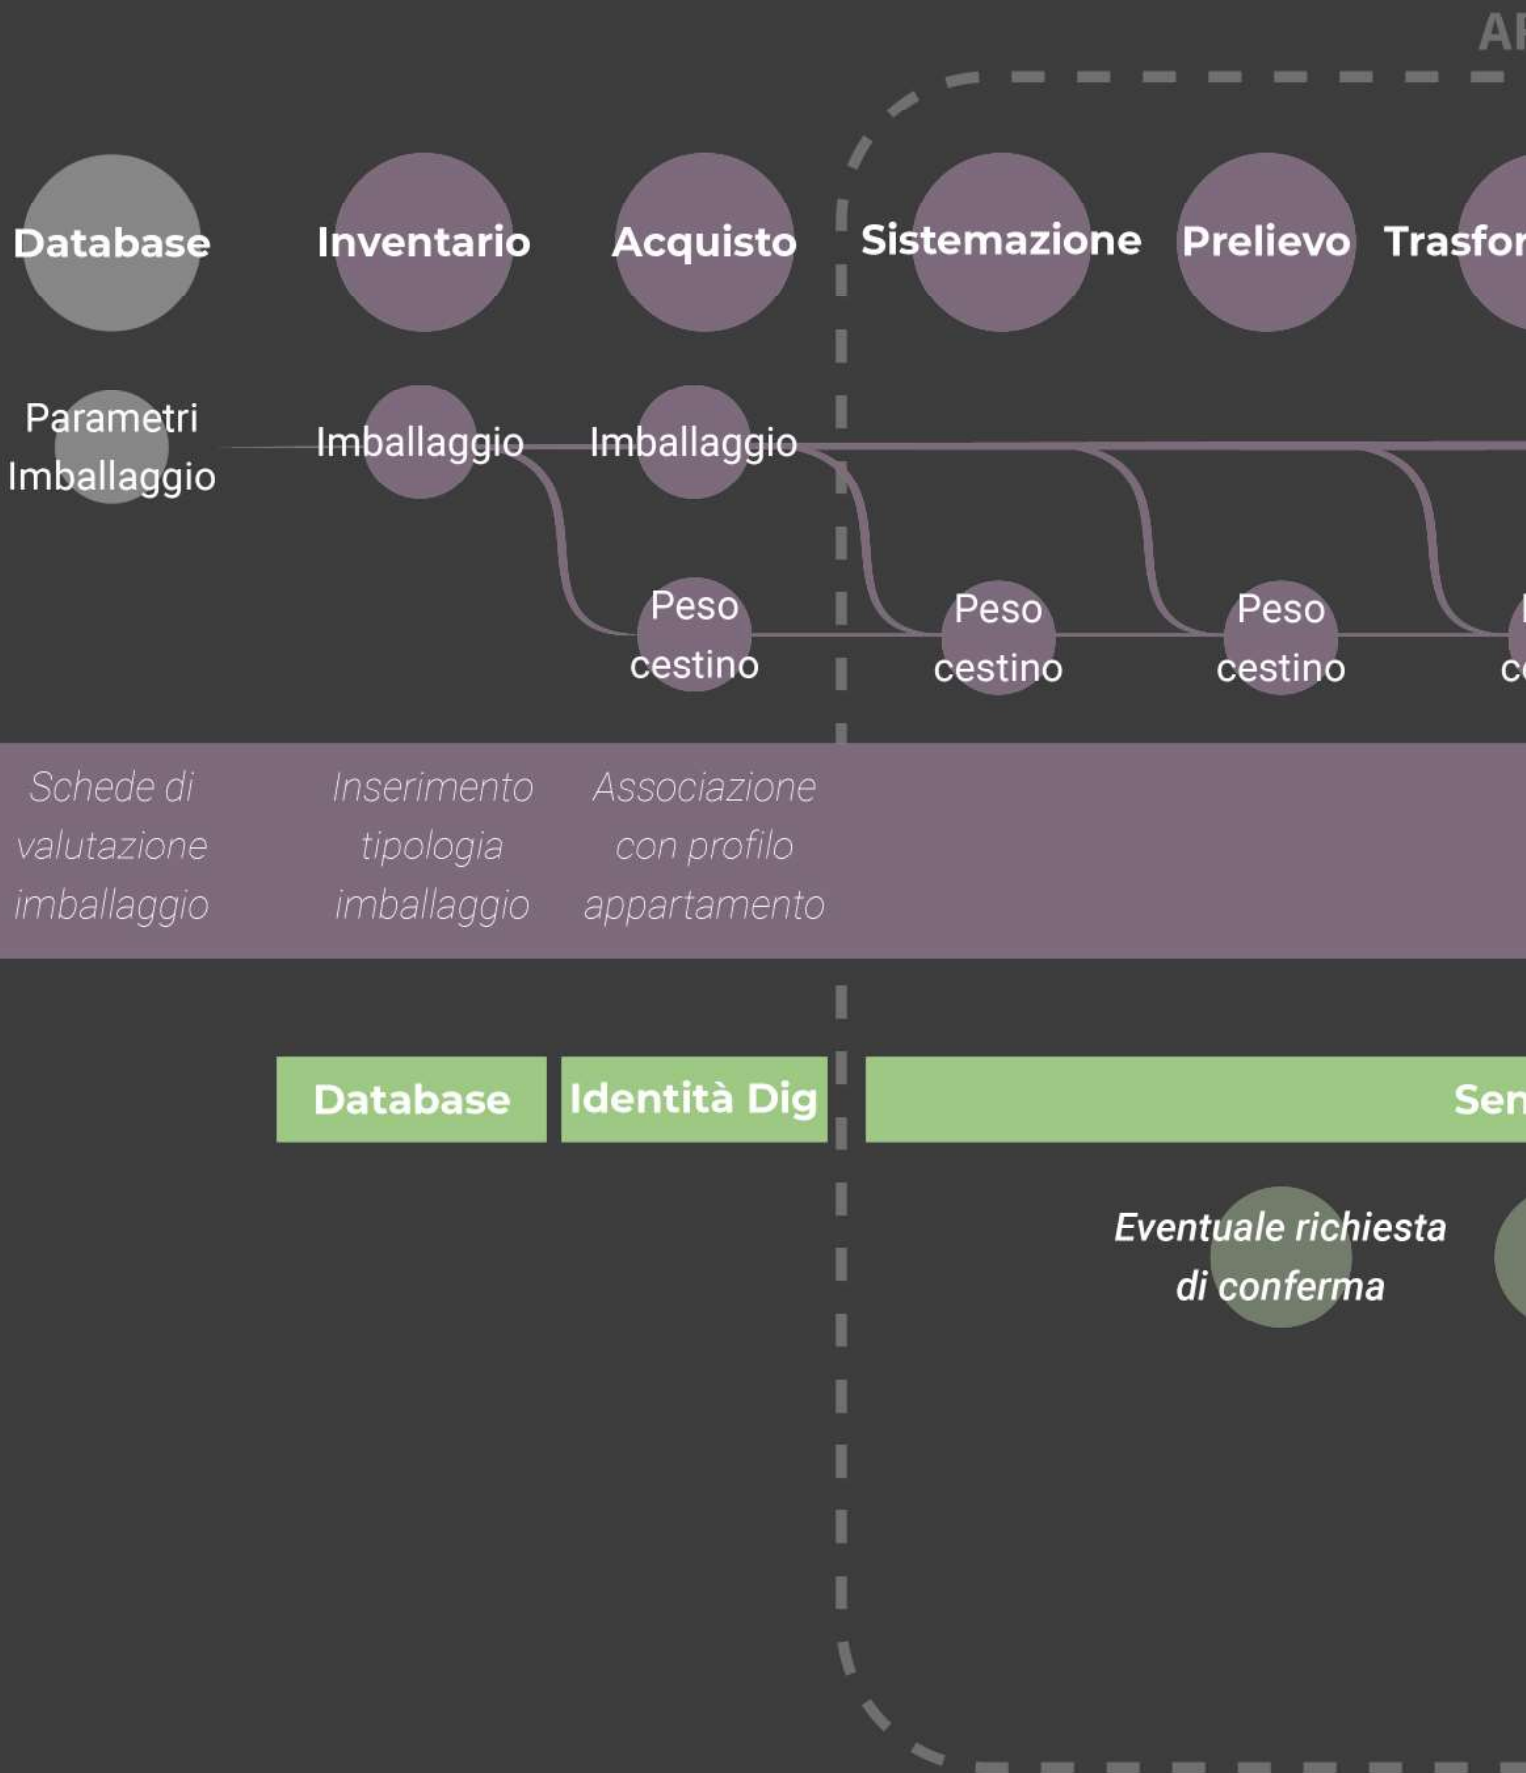 Database
Inventario
Acquisto
Sistemazione
Prelievo
Parametri
Imballaggio
Imballaggio
Imballaggio
Peso
cestino
Peso
cestino
Peso
cestino
Schede di
valutazione
imballaggio
Inserimento
tipologia
imballaggio
Associazione
con profilo
appartamento
Database
Identità Dig
Eventuale richiesta
di conferma